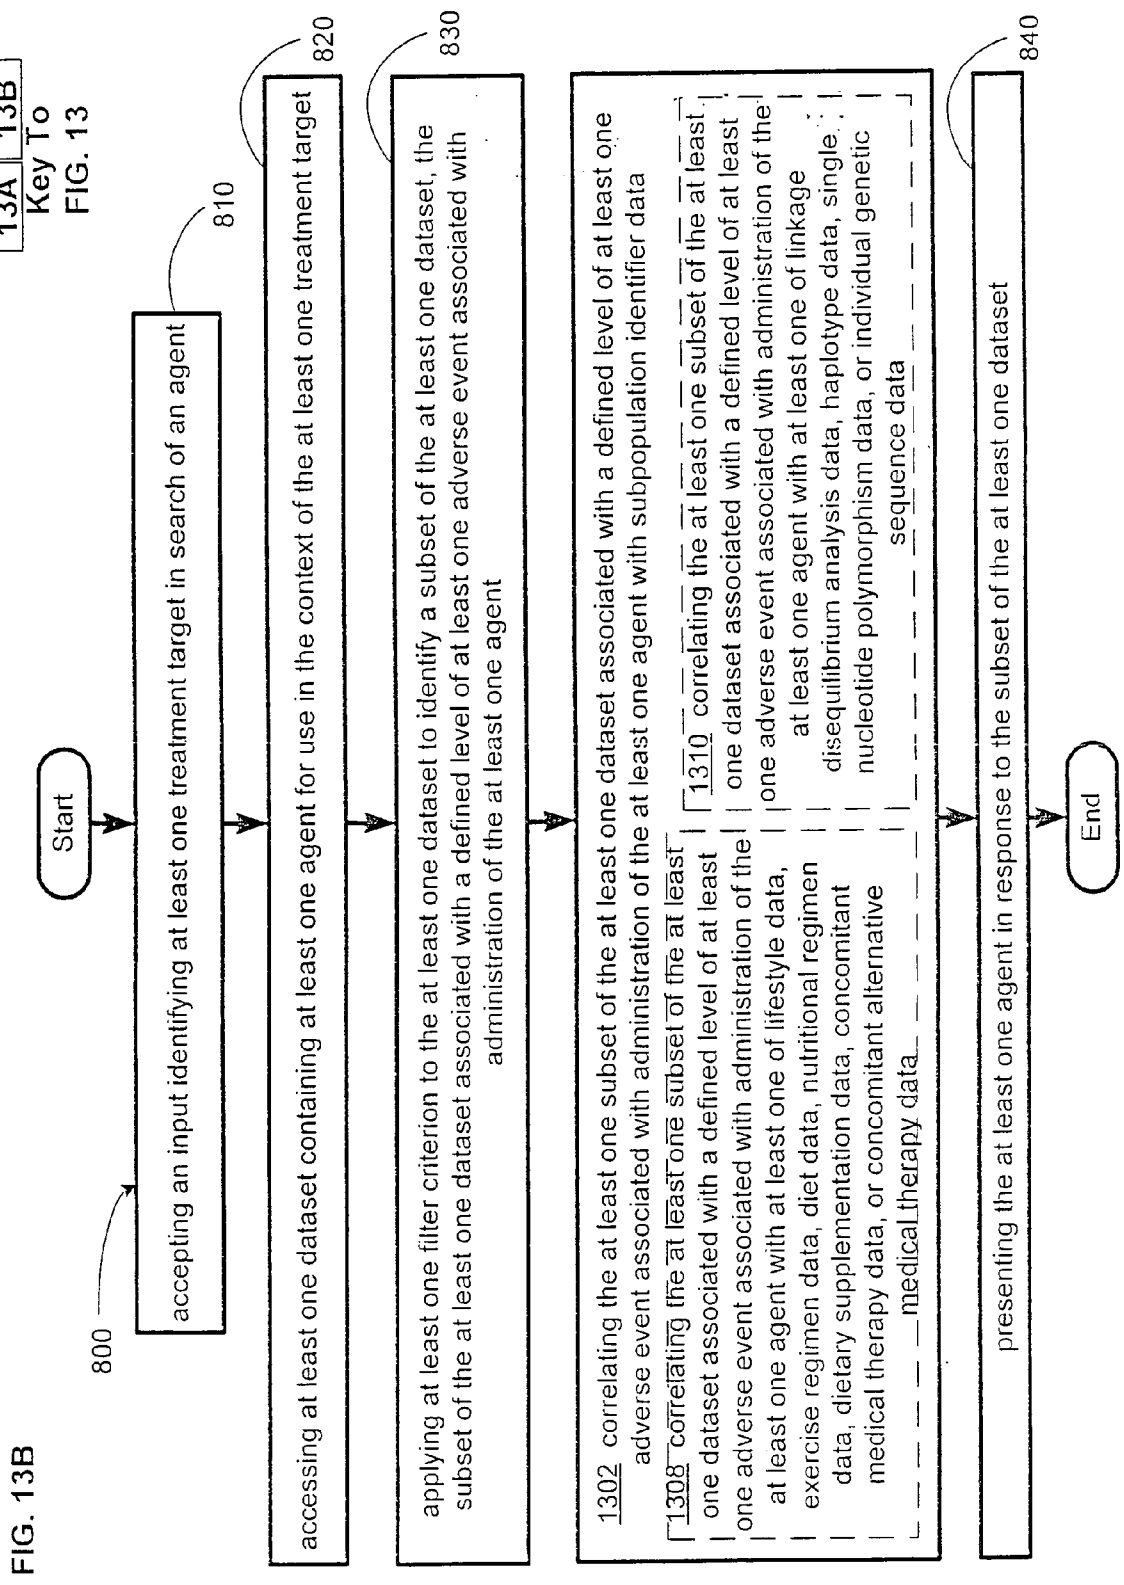 FIG. 13B
13A 13B
Key To
FIG. 13
Start
800
810
accepting an input identifying at least one treatment target in search of an agent
820
accessing at least one dataset containing at least one agent for use in the context of the at least one treatment target
830
applying at least one filter criterion to the at least one dataset to identify a subset of the at least one dataset, the
subset of the at least one dataset associated with a defined level of at least one adverse event associated with
administration of the at least one agent
1302 correlating the at least one subset of the at least one dataset associated with a defined level of at least one
adverse event associated with administration of the at least one agent with subpopulation identifier data
1308 correlating the at least one subset of the at least
one dataset associated with a defined level of at least
one adverse event associated with administration of the
at least one agent with at least one of lifestyle data,
exercise regimen data, diet data, nutritional regimen
data, dietary supplementation data, concomitant
medical therapy data, or concomitant alternative
medical therapy data
1310 correlating the at least one subset of the at least
one dataset associated with a defined level of at least
one adverse event associated with administration of the
at least one agent with at least one of linkage
disequilibrium analysis data, haplotype data, single
nucleotide polymorphism data, or individual genetic
sequence data
840
presenting the at least one agent in response to the subset of the at least one dataset
End